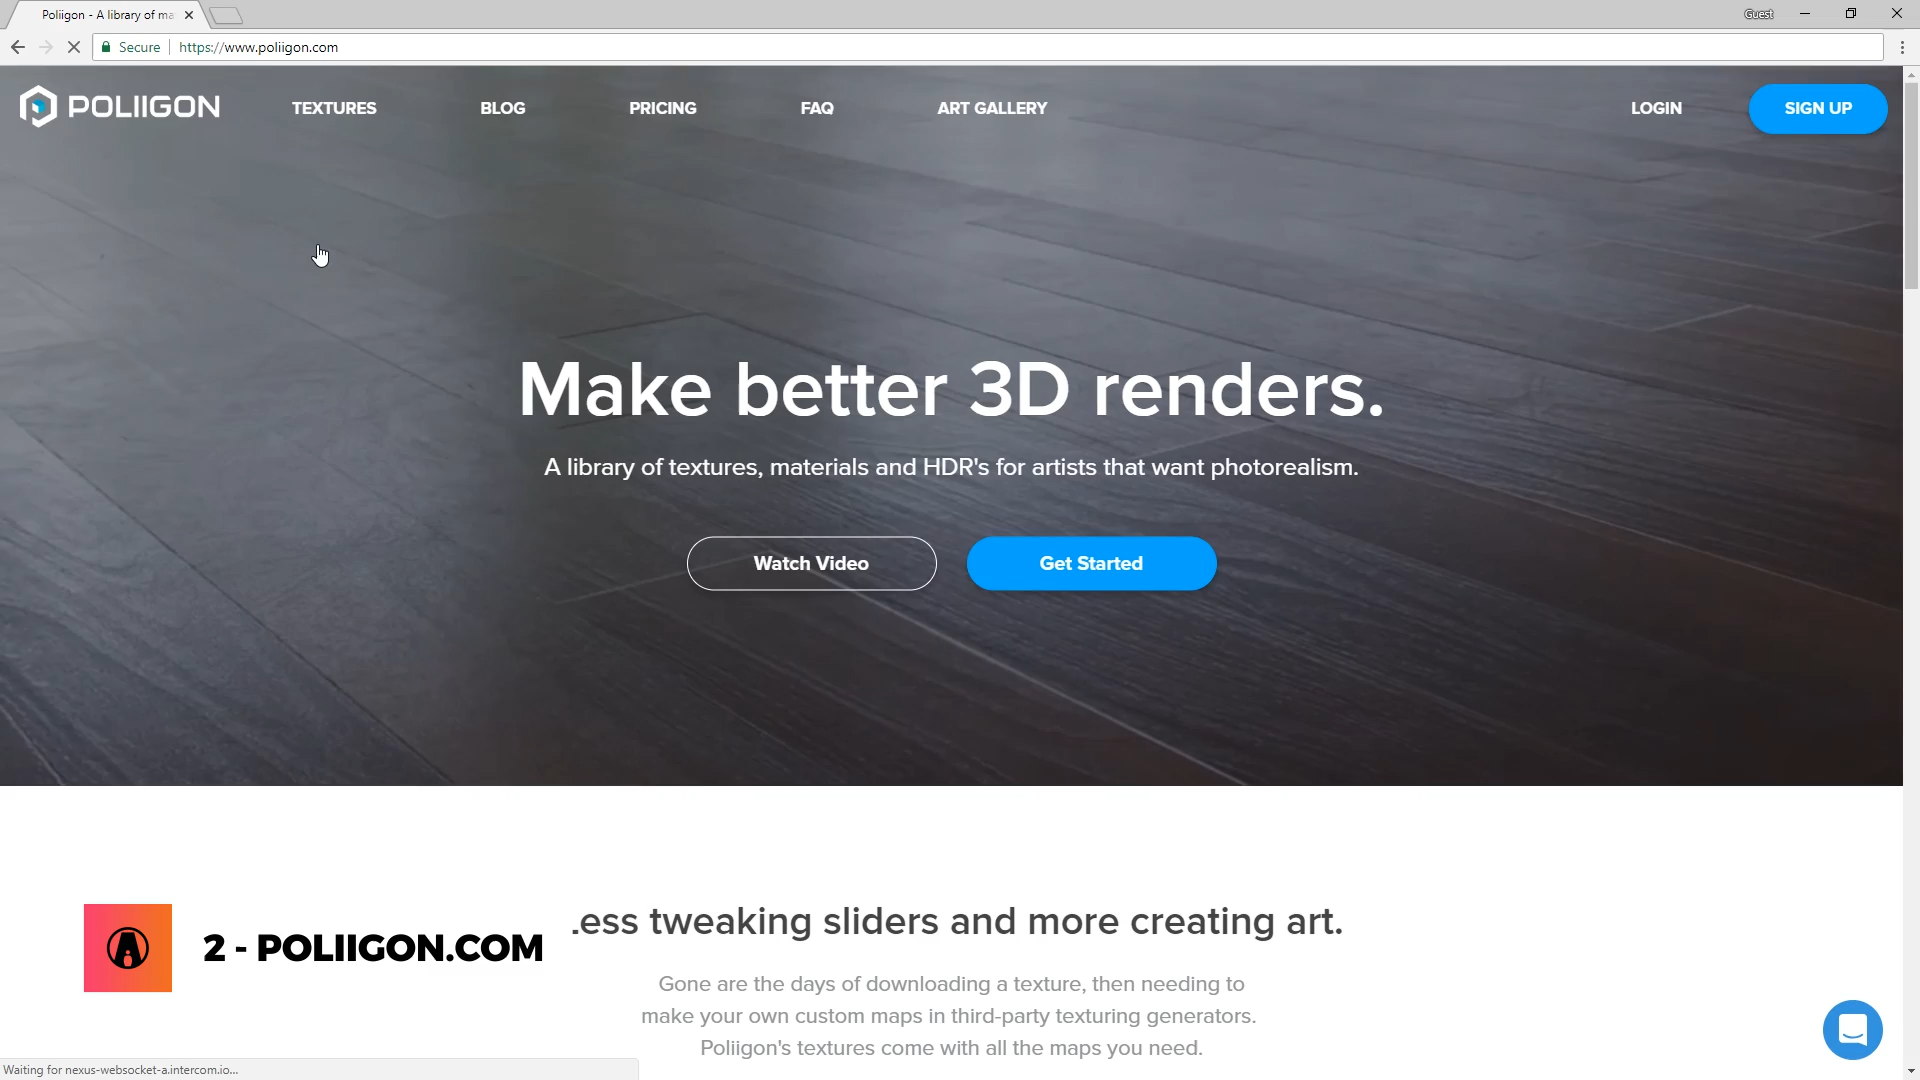 Poliigon - A library of ma
Guest
Secure
https://www.poliigon.com
POLIIGON
TEXTURES
BLOG
PRICING
FAQ
ART GALLERY
LOGIN
SIGN UP
Make better 3D renders.
A library of textures, materials and HDR's for artists that want photorealism.
Watch Video
Get Started
.ess tweaking sliders and more creating art.
2 - POLIIGON.COM
Gone are the days of downloading a texture, then needing to
make your own custom maps in third-party texturing generators.
Poliigon's textures come with all the maps you need.
Waiting for nexus-websocket-a.intercom.io...